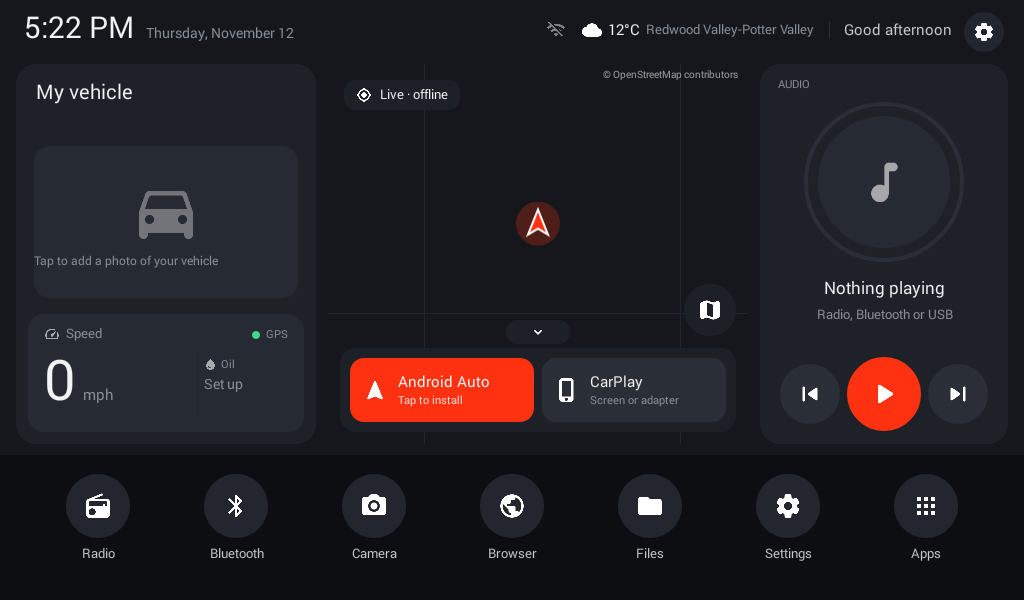 5:22 PM
Thursday, November 12
12°C
Redwood Valley-Potter Valley
Good afternoon
My vehicle
Tap to add a photo of your vehicle
Speed
GPS
0 mph
Oil
Set up
Live · offline
© OpenStreetMap contributors
Android Auto
Tap to install
CarPlay
Screen or adapter
AUDIO
Nothing playing
Radio, Bluetooth or USB
Radio
Bluetooth
Camera
Browser
Files
Settings
Apps